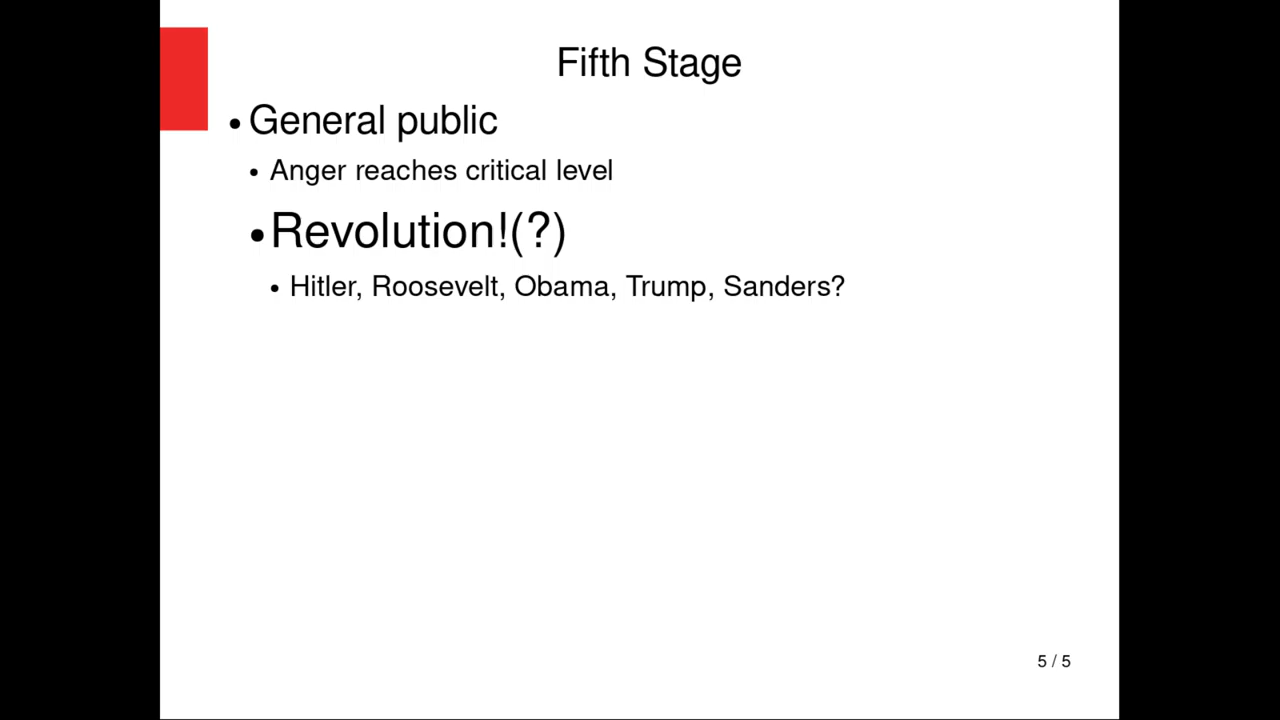 Fifth Stage
• General public
• Anger reaches critical level
• Revolution!(?)
• Hitler, Roosevelt, Obama, Trump, Sanders?
5 / 5